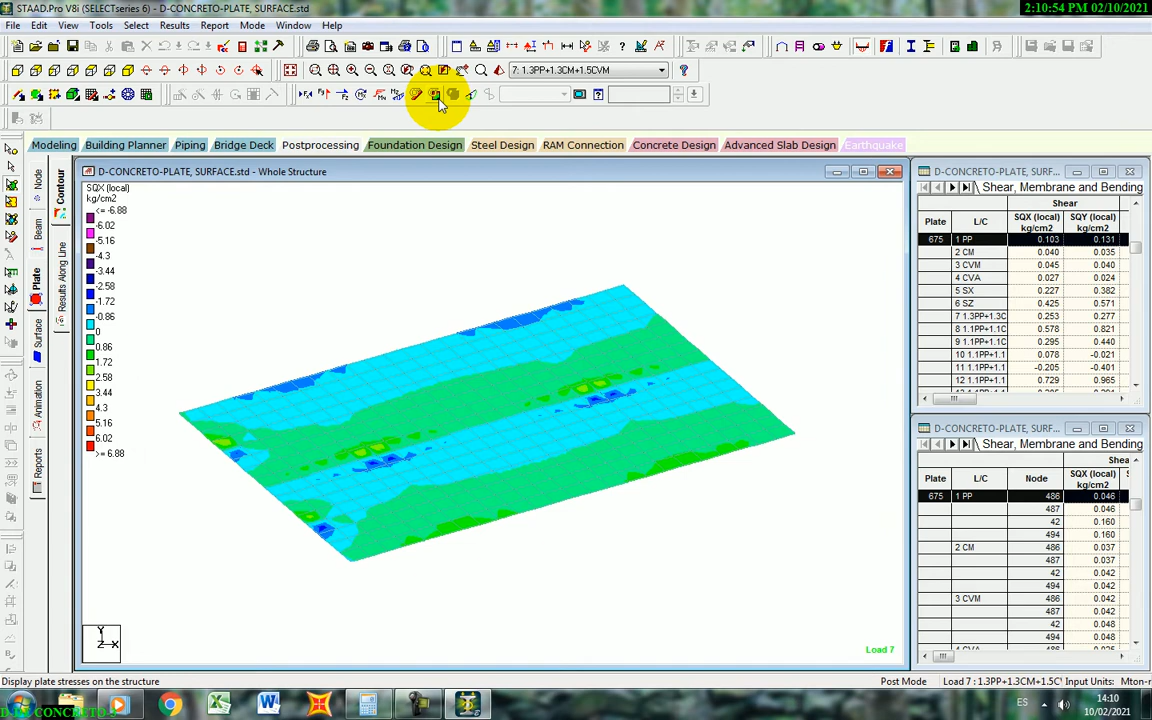 STAAD.Pro V8i (SELECTseries 6) - D-CONCRETO-PLATE, SURFACE.std
2:10:54 PM 02/10/2021
File Edit View Tools Select Results Report Mode Window Help
7: 1.3PP+1.3CM+1.5CVM
Modeling Building Planner Piping Bridge Deck Postprocessing Foundation Design Steel Design RAM Connection Concrete Design Advanced Slab Design Earthquake
Node
Beam
Plate
Surface
Animation
Reports
Contour
Results Along Line
D-CONCRETO-PLATE, SURFACE.std - Whole Structure
SQX (local)
kg/cm2
<= -6.88
-6.02
-5.16
-4.3
-3.44
-2.58
-1.72
-0.86
0
0.86
1.72
2.58
3.44
4.3
5.16
6.02
>= 6.88
Y
Z X
Load 7
D-CONCRETO-PLATE, SURF...
Shear, Membrane and Bending
Shear
Plate L/C SQX (local) kg/cm2 SQY (local) kg/cm2
675 1 PP 0.103 0.131
2 CM 0.040 0.035
3 CVM 0.045 0.040
4 CVA 0.027 0.024
5 SX 0.227 0.382
6 SZ 0.425 0.571
7 1.3PP+1.3C 0.253 0.277
8 1.1PP+1.1C 0.578 0.821
9 1.1PP+1.1C 0.295 0.440
10 1.1PP+1.1 0.078 -0.021
11 1.1PP+1.1 -0.205 -0.401
12 1.1PP+1.1 0.729 0.965
D-CONCRETO-PLATE, SURF...
Shear, Membrane and Bending
Shea
Plate L/C Node SQX (local) kg/cm2
675 1 PP 486 0.046
487 0.046
42 0.160
494 0.160
2 CM 486 0.037
487 0.037
42 0.042
494 0.042
3 CVM 486 0.042
487 0.042
42 0.048
494 0.048
Display plate stresses on the structure
Post Mode
Load 7 : 1.3PP+1.3CM+1.5C
Input Units:
Mton-m
ES
14:10
10/02/2021